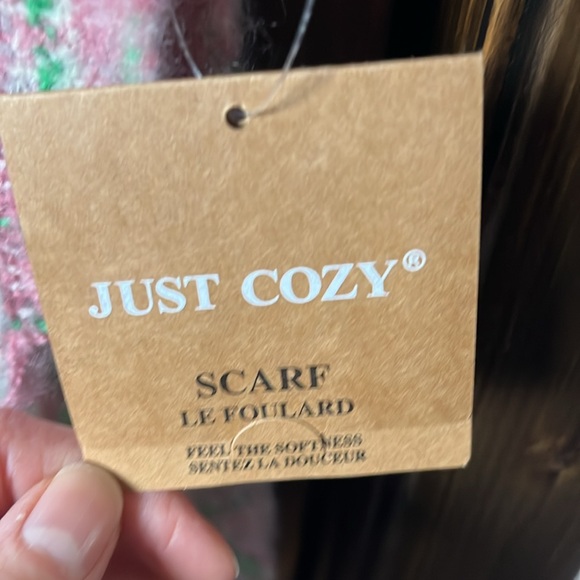 JUST COZY®
SCARF
LE FOULARD
FEEL THE SOFTNESS
SENTEZ LA DOUCEUR